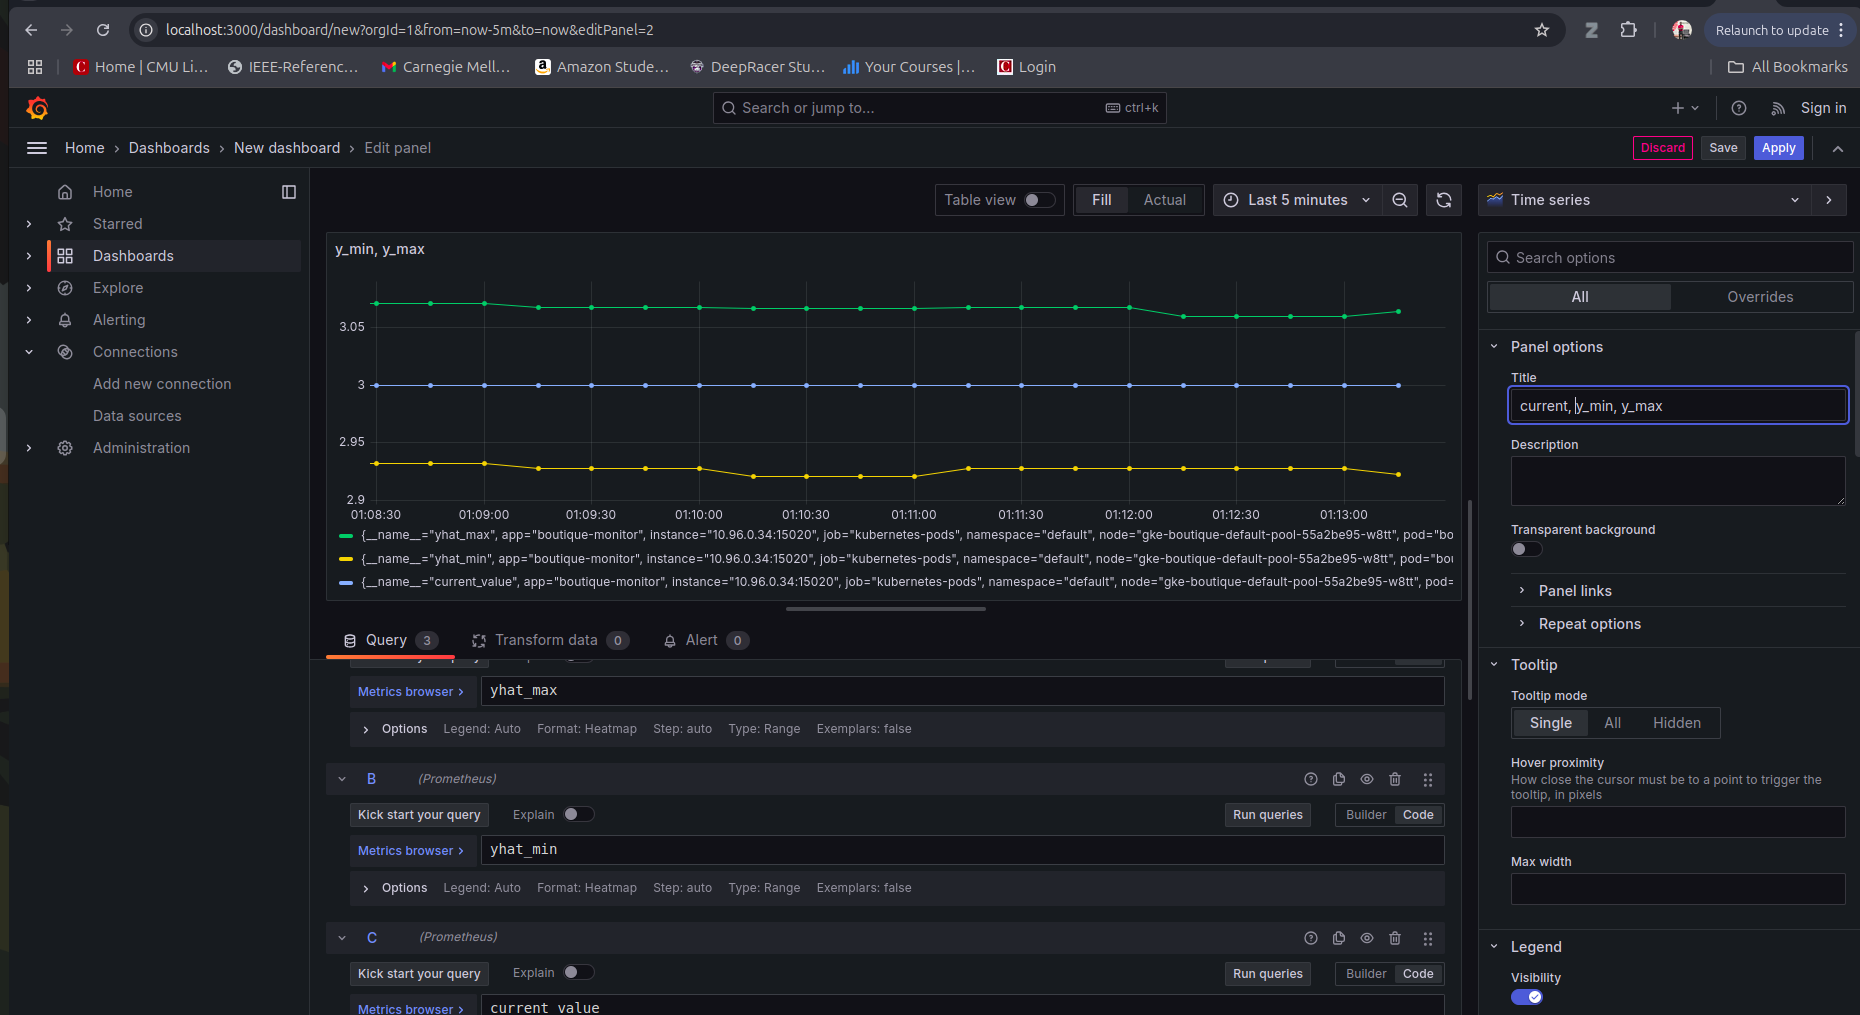 localhost:3000/dashboard/new?orgId=1&from=now-5m&to=now&editPanel=2
Relaunch to update
Home | CMU Li...
IEEE-Referenc...
Carnegie Mell...
Amazon Stude...
DeepRacer Stu...
Your Courses |...
Login
All Bookmarks
Search or jump to...
ctrl+k
Sign in
Home › Dashboards › New dashboard › Edit panel
Discard
Save
Apply
Home
Starred
Dashboards
Explore
Alerting
Connections
Add new connection
Data sources
Administration
Table view
Fill
Actual
Last 5 minutes
Time series
y_min, y_max
3.05
3
2.95
2.9
01:08:30 01:09:00 01:09:30 01:10:00 01:10:30 01:11:00 01:11:30 01:12:00 01:12:30 01:13:00
{__name__="yhat_max", app="boutique-monitor", instance="10.96.0.34:15020", job="kubernetes-pods", namespace="default", node="gke-boutique-default-pool-55a2be95-w8tt", pod="bo
{__name__="yhat_min", app="boutique-monitor", instance="10.96.0.34:15020", job="kubernetes-pods", namespace="default", node="gke-boutique-default-pool-55a2be95-w8tt", pod="bou
{__name__="current_value", app="boutique-monitor", instance="10.96.0.34:15020", job="kubernetes-pods", namespace="default", node="gke-boutique-default-pool-55a2be95-w8tt", pod=
Query 3
Transform data 0
Alert 0
Metrics browser ›
yhat_max
Options Legend: Auto Format: Heatmap Step: auto Type: Range Exemplars: false
B (Prometheus)
Kick start your query
Explain
Run queries
Builder
Code
Metrics browser ›
yhat_min
Options Legend: Auto Format: Heatmap Step: auto Type: Range Exemplars: false
C (Prometheus)
Kick start your query
Explain
Run queries
Builder
Code
Metrics browser ›
current_value
Search options
All
Overrides
Panel options
Title
current, y_min, y_max
Description
Transparent background
Panel links
Repeat options
Tooltip
Tooltip mode
Single
All
Hidden
Hover proximity
How close the cursor must be to a point to trigger the
tooltip, in pixels
Max width
Legend
Visibility